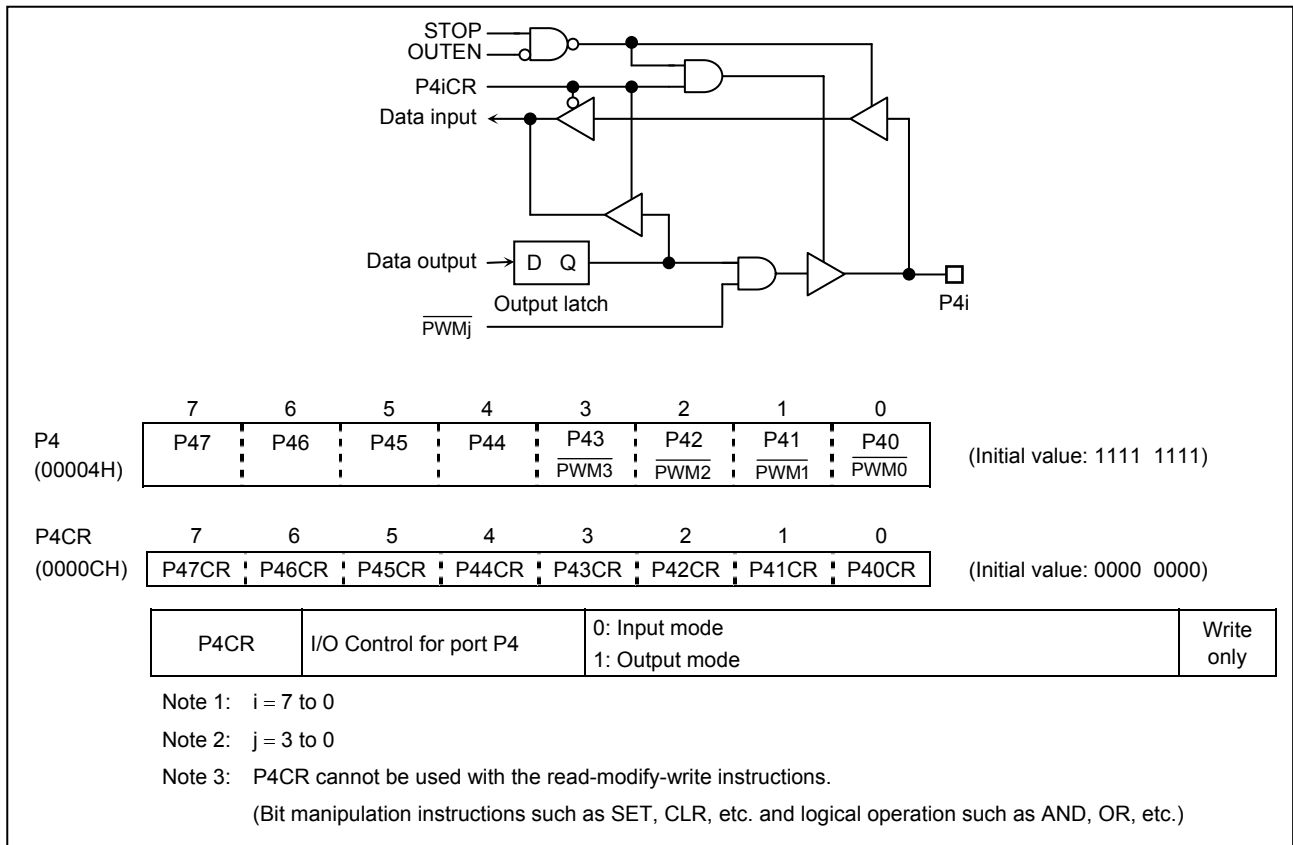 STOP
OUTEN
P4iCR
Data input
Data output D Q
Output latch
P4i
PWMj
7 6 5 4 3 2 1 0
P4 P47 P46 P45 P44 P43 P42 P41 P40
(00004H) PWM3 PWM2 PWM1 PWM0 (Initial value: 1111 1111)
P4CR 7 6 5 4 3 2 1 0
(0000CH) P47CR P46CR P45CR P44CR P43CR P42CR P41CR P40CR (Initial value: 0000 0000)
P4CR I/O Control for port P4 0: Input mode Write
1: Output mode only
Note 1: i = 7 to 0
Note 2: j = 3 to 0
Note 3: P4CR cannot be used with the read-modify-write instructions.
(Bit manipulation instructions such as SET, CLR, etc. and logical operation such as AND, OR, etc.)